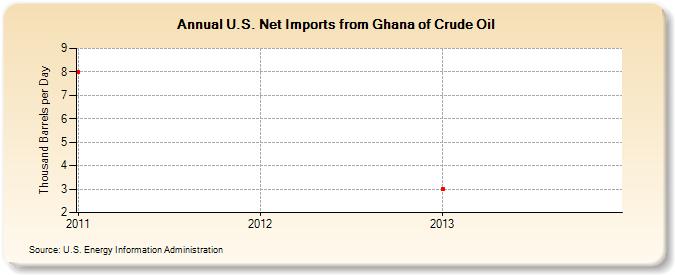 Annual U.S. Net Imports from Ghana of Crude Oil
Thousand Barrels per Day
9
8
7
6
5
4
3
2
2011 2012 2013
Source: U.S. Energy Information Administration